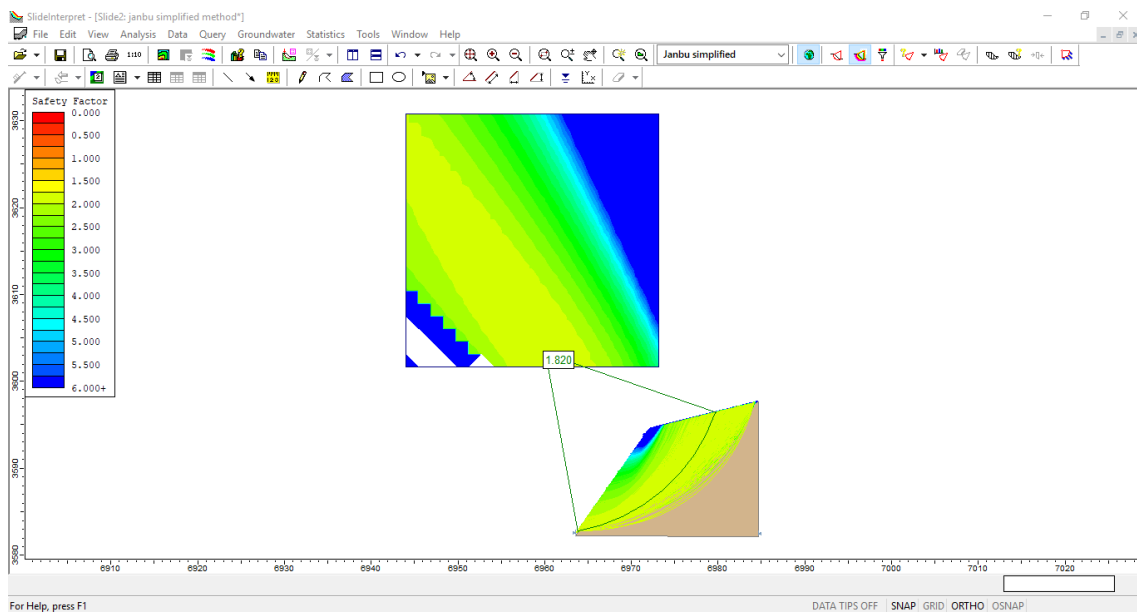 SlideInterpret - [Slide2: janbu simplified method*]
File Edit View Analysis Data Query Groundwater Statistics Tools Window Help
1:10 Janbu simplified
Safety Factor
0.000
0.500
1.000
1.500
2.000
2.500
3.000
3.500
4.000
4.500
5.000
5.500
6.000+
3630
3620
3610
3600
3590
3580
1.820
6910 6920 6930 6940 6950 6960 6970 6980 6990 7000 7010 7020
For Help, press F1
DATA TIPS OFF SNAP GRID ORTHO OSNAP